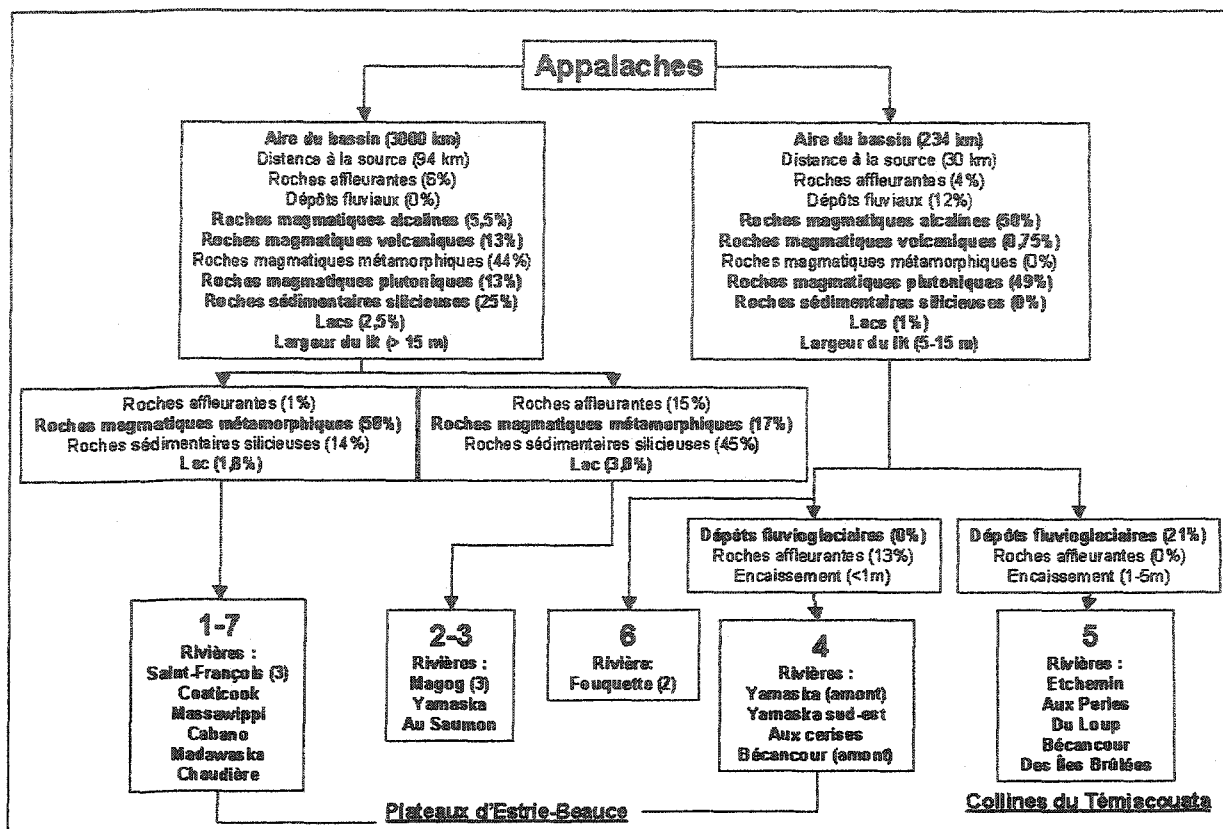 Appalaches
Aire du bassin (3000 km)
Distance à la source (94 km)
Roches affleurantes (6%)
Dépôts fluviaux (0%)
Roches magmatiques alcalines (5,5%)
Roches magmatiques volcaniques (13%)
Roches magmatiques métamorphiques (44%)
Roches magmatiques plutoniques (13%)
Roches sédimentaires silicieuses (25%)
Lacs (2,5%)
Largeur du lit (> 15 m)
Aire du bassin (234 km)
Distance à la source (30 km)
Roches affleurantes (4%)
Dépôts fluviaux (12%)
Roches magmatiques alcalines (50%)
Roches magmatiques volcaniques (0,75%)
Roches magmatiques métamorphiques (0%)
Roches magmatiques plutoniques (49%)
Roches sédimentaires silicieuses (0%)
Lacs (1%)
Largeur du lit (5-15 m)
Roches affleurantes (1%)
Roches magmatiques métamorphiques (58%)
Roches sédimentaires silicieuses (14%)
Lac (1,8%)
Roches affleurantes (15%)
Roches magmatiques métamorphiques (17%)
Roches sédimentaires silicieuses (45%)
Lac
Dépôts fluvioglaciaires (0%)
Roches affleurantes (13%)
Encaissement (<1m)
Dépôts fluvioglaciaires (21%)
Roches affleurantes (0%)
Encaissement (1-5m)
1-7
Rivières :
Saint-François (3)
Coaticook
Massawippi
Cabano
Madawaska
Chaudière
2-3
Rivières :
Magog (3)
Yamaska
Au Saumon
6
Rivière:
Fouquette (2)
4
Rivières :
Yamaska (amont)
Yamaska sud-est
Aux cerises
Bécancour (amont)
5
Rivières :
Etchemin
Aux Perles
Du Loup
Bécancour
Des Îles Brûlées
Plateaux d'Estrie-Beauce
Collines du Témiscouata